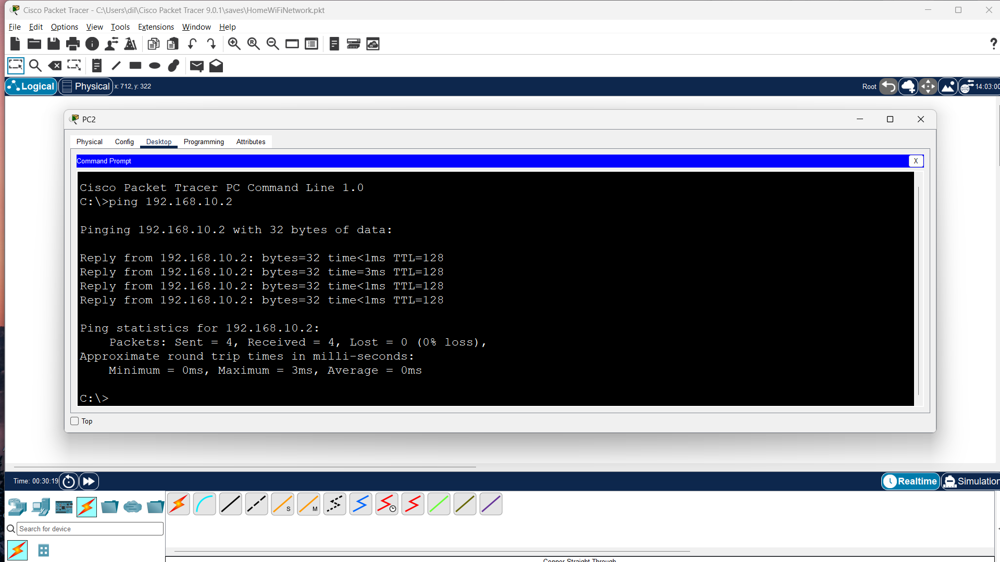 Cisco Packet Tracer - C:\Users\dil\Cisco Packet Tracer 9.0.1\saves\HomeWiFiNetwork.pkt
File Edit Options View Tools Extensions Window Help
R
?
Logical Physical x: 712, y: 322 Root 14:03:00
PC2
Physical Config Desktop Programming Attributes
Command Prompt X
Cisco Packet Tracer PC Command Line 1.0
C:\>ping 192.168.10.2
Pinging 192.168.10.2 with 32 bytes of data:
Reply from 192.168.10.2: bytes=32 time<1ms TTL=128
Reply from 192.168.10.2: bytes=32 time=3ms TTL=128
Reply from 192.168.10.2: bytes=32 time<1ms TTL=128
Reply from 192.168.10.2: bytes=32 time<1ms TTL=128
Ping statistics for 192.168.10.2:
Packets: Sent = 4, Received = 4, Lost = 0 (0% loss),
Approximate round trip times in milli-seconds:
Minimum = 0ms, Maximum = 3ms, Average = 0ms
C:\>
Top
Time: 00:30:19 Realtime Simulation
S M
Search for device
Copper Straight-Through